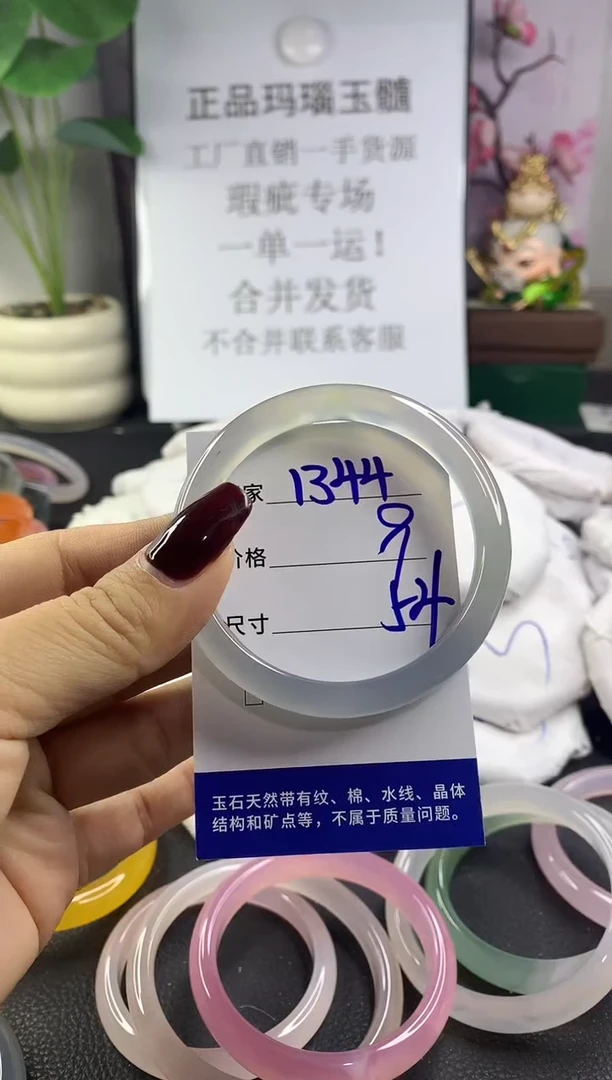 正品玛瑙玉髓
工厂直销一手货源
瑕疵专场
一单一运！
合并发货
不合并联系客服
家 1344
价格 9
尺寸 54
玉石天然带有纹、棉、水线、晶体
结构和矿点等，不属于质量问题。